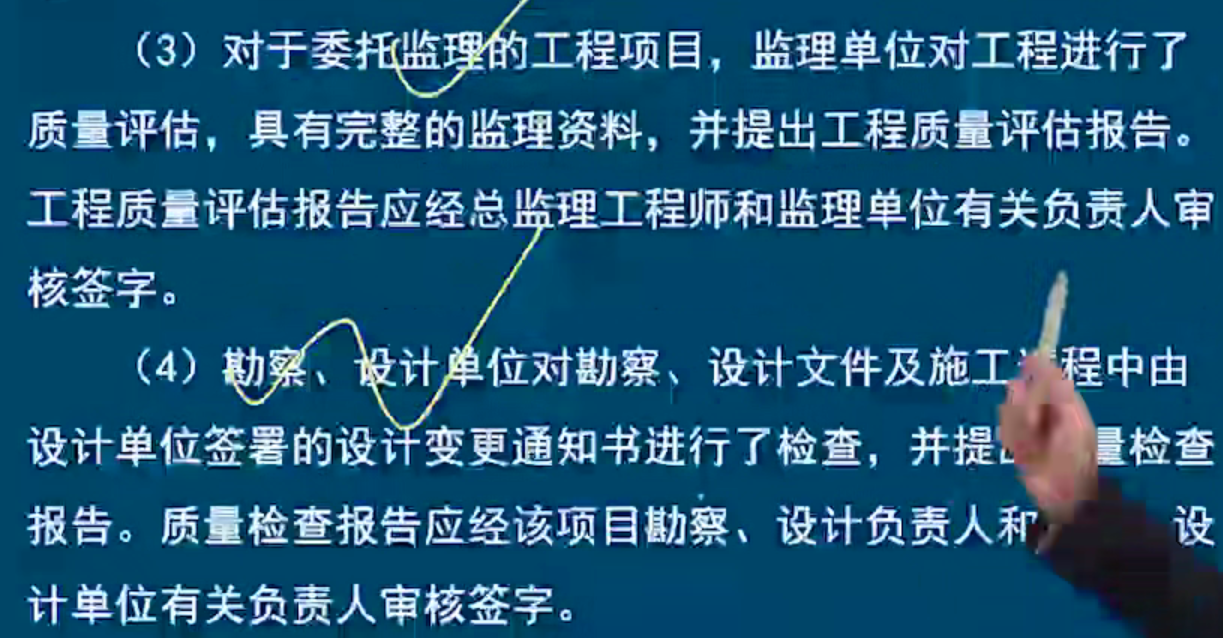 （3）对于委托监理的工程项目，监理单位对工程进行了
质量评估，具有完整的监理资料，并提出工程质量评估报告。
工程质量评估报告应经总监理工程师和监理单位有关负责人审
核签字。
（4）勘察、设计单位对勘察、设计文件及施工程中由
设计单位签署的设计变更通知书进行了检查，并提量检查
报告。质量检查报告应经该项目勘察、设计负责人和设
计单位有关负责人审核签字。